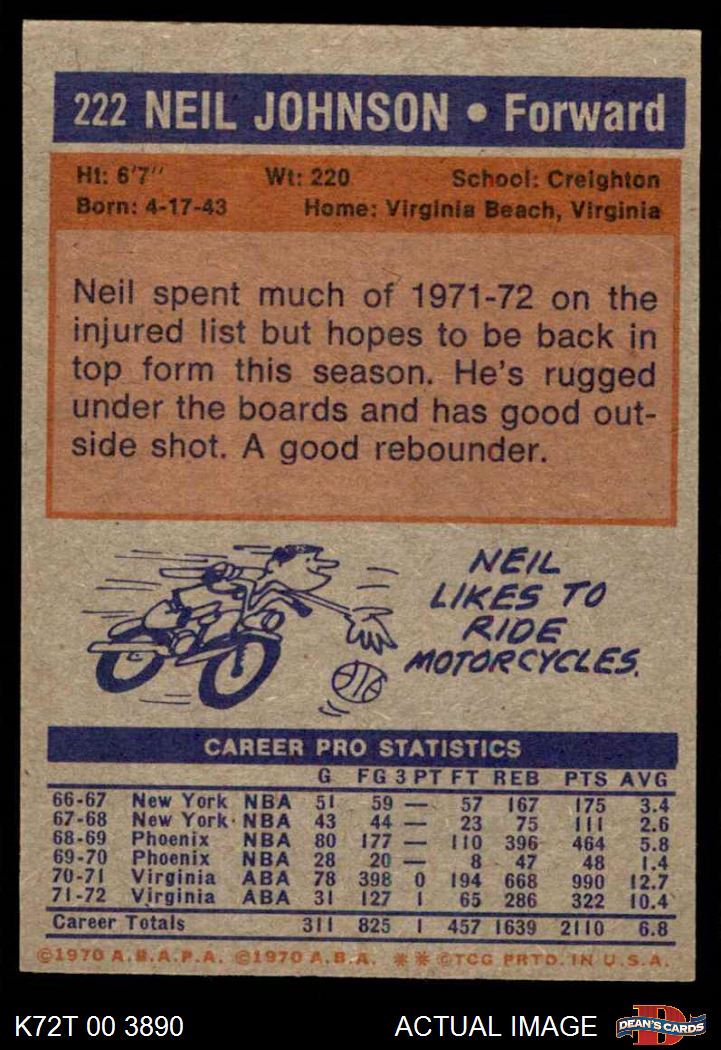 222 NEIL JOHNSON • Forward
Ht: 6'7'' Wt: 220 School: Creighton
Born: 4-17-43 Home: Virginia Beach, Virginia
Neil spent much of 1971-72 on the
injured list but hopes to be back in
top form this season. He's rugged
under the boards and has good out-
side shot. A good rebounder.
NEIL
LIKES TO
RIDE
MOTORCYCLES.
CAREER PRO STATISTICS
G FG 3 PT FT REB PTS AVG
66-67 New York NBA 51 59 — 57 167 175 3.4
67-68 New York NBA 43 44 — 23 75 111 2.6
68-69 Phoenix NBA 80 177 — 110 396 464 5.8
69-70 Phoenix NBA 28 20 — 8 47 48 1.4
70-71 Virginia ABA 78 398 0 194 668 990 12.7
71-72 Virginia ABA 31 127 1 65 286 322 10.4
Career Totals 311 825 1 457 1639 2110 6.8
©1970 A.B.A.P.A. ©1970 A.B.A. ** ©TCG PRTD. IN U.S.A.
K72T 00 3890 ACTUAL IMAGE DEAN'S CARDS